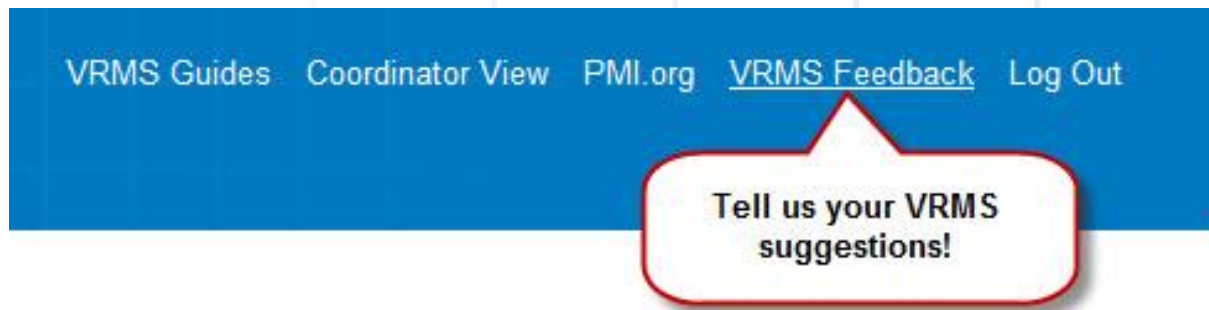 VRMS Guides Coordinator View PMI.org VRMS Feedback Log Out
Tell us your VRMS
suggestions!